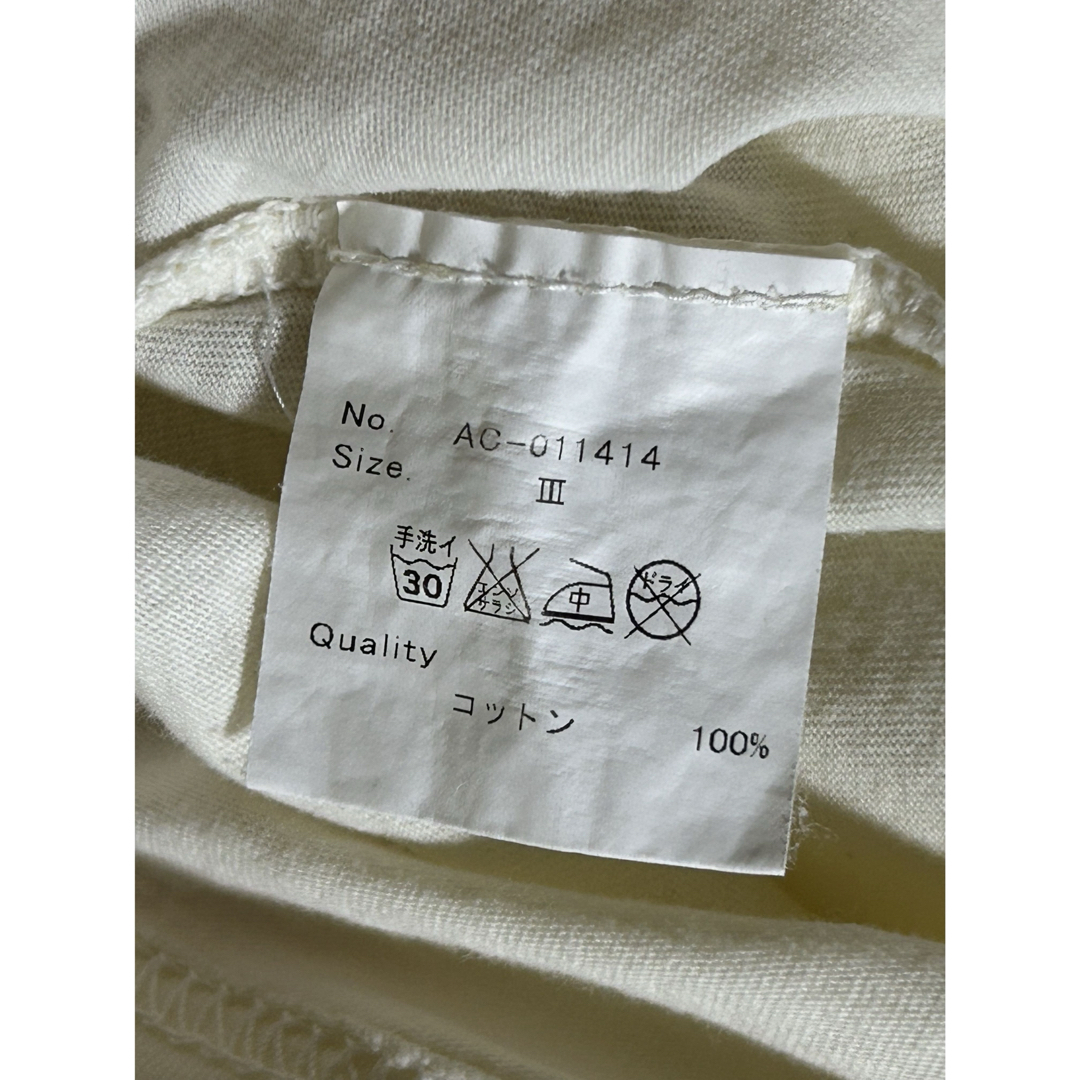 No. AC-011414
Size. III
手洗イ
30
エンソ
サラシ
中
ドライ
Quality
コットン 100%